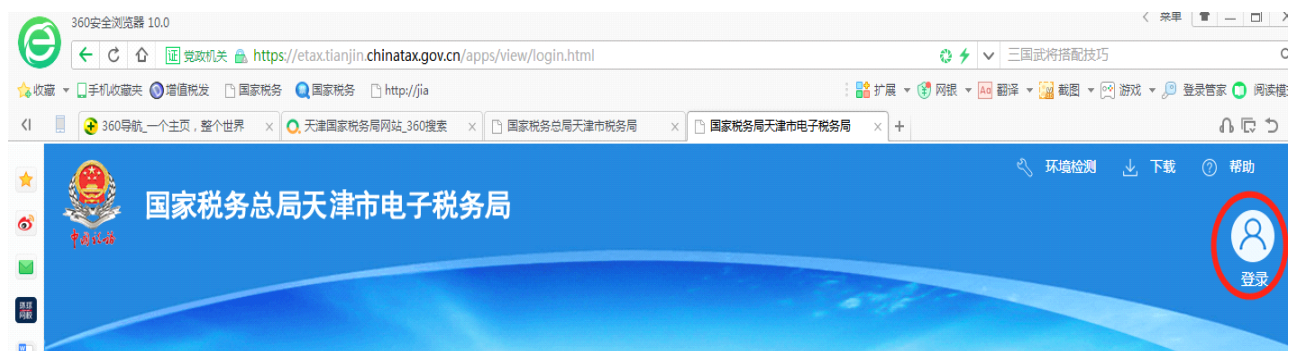 360安全浏览器 10.0
菜单
证 党政机关 https://etax.tianjin.chinatax.gov.cn/apps/view/login.html
三国武将搭配技巧
收藏 手机收藏夹 增值税发 国家税务 国家税务 http://jia
扩展 网银 翻译 截图 游戏 登录管家 阅读模
360导航_一个主页，整个世界
天津国家税务局网站_360搜索
国家税务总局天津市税务局
国家税务局天津市电子税务局
环境检测 下载 帮助
国家税务总局天津市电子税务局
中国税务
登录